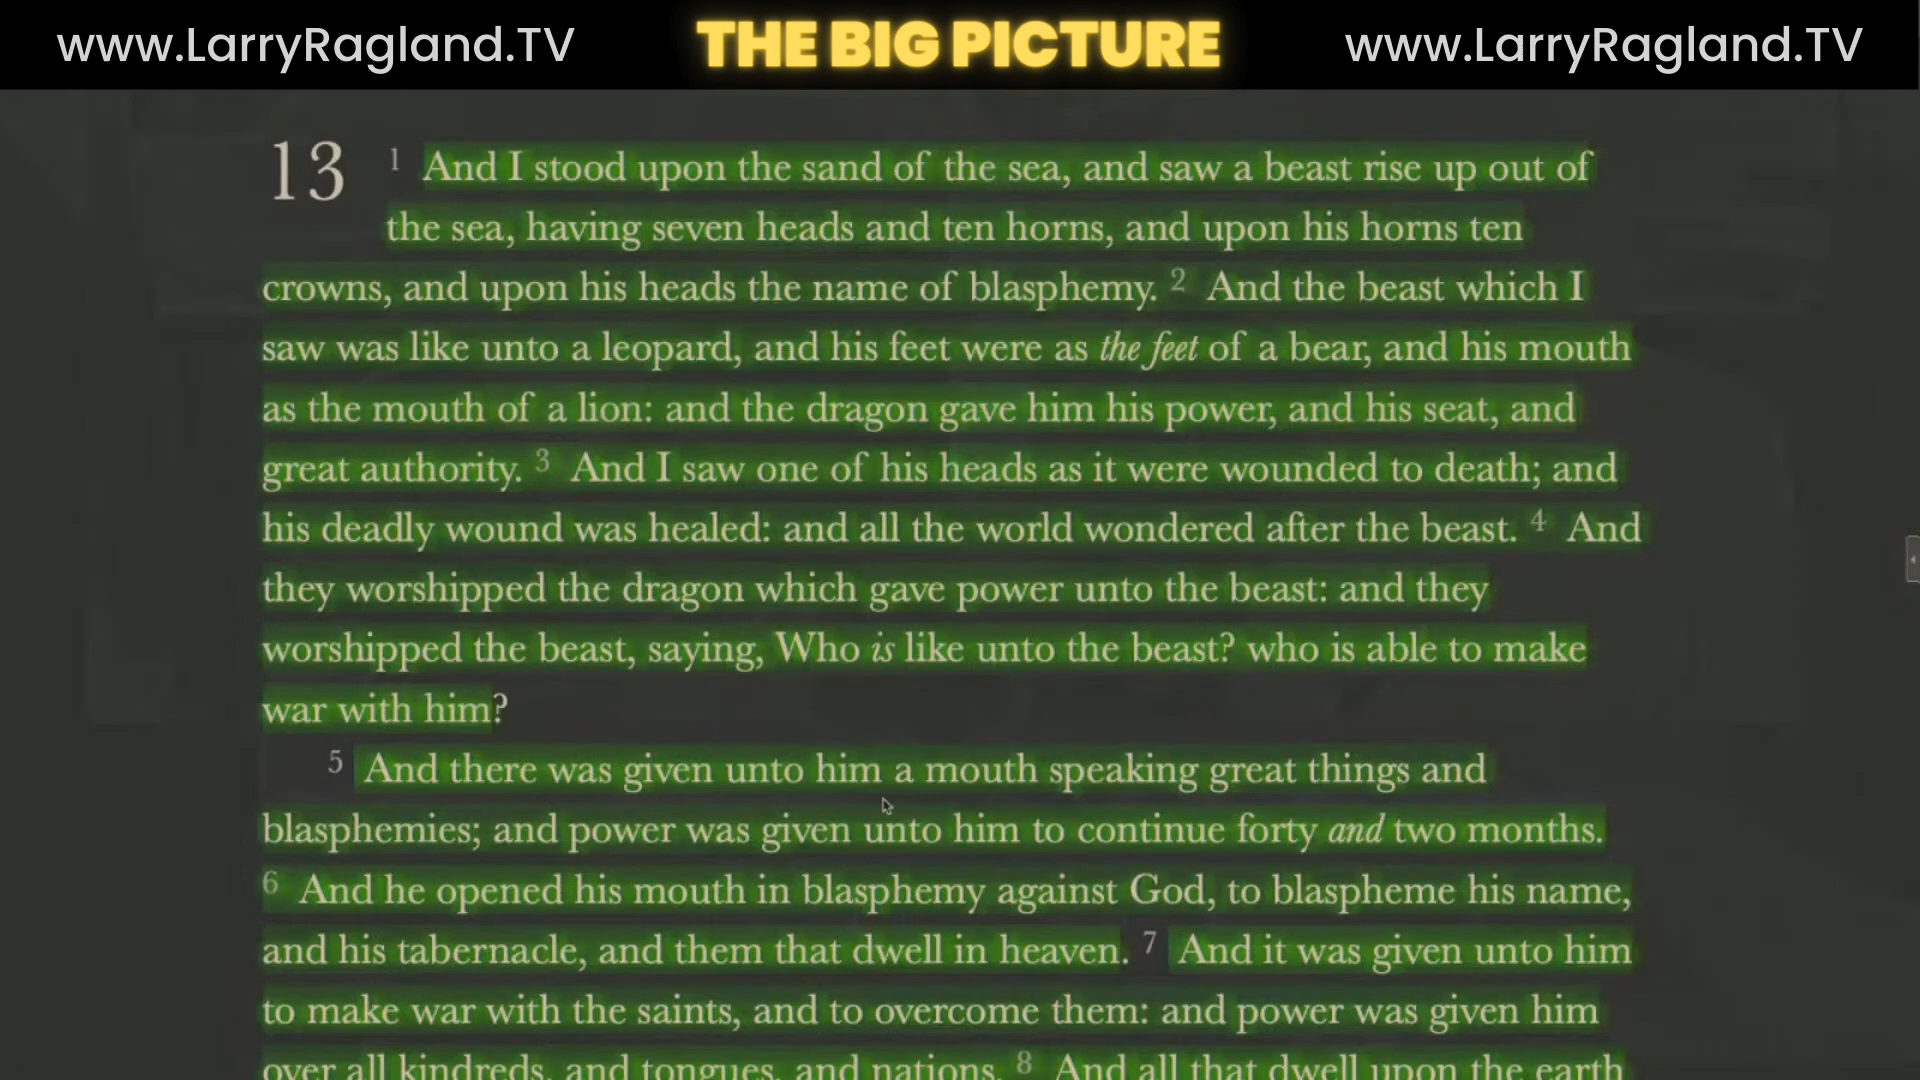 www.LarryRagland.TV THE BIG PICTURE www.LarryRagland.TV
13 1 And I stood upon the sand of the sea, and saw a beast rise up out of
the sea, having seven heads and ten horns, and upon his horns ten
crowns, and upon his heads the name of blasphemy. 2 And the beast which I
saw was like unto a leopard, and his feet were as the feet of a bear, and his mouth
as the mouth of a lion: and the dragon gave him his power, and his seat, and
great authority. 3 And I saw one of his heads as it were wounded to death; and
his deadly wound was healed: and all the world wondered after the beast. 4 And
they worshipped the dragon which gave power unto the beast: and they
worshipped the beast, saying, Who is like unto the beast? who is able to make
war with him?
5 And there was given unto him a mouth speaking great things and
blasphemies; and power was given unto him to continue forty and two months.
6 And he opened his mouth in blasphemy against God, to blaspheme his name,
and his tabernacle, and them that dwell in heaven. 7 And it was given unto him
to make war with the saints, and to overcome them: and power was given him
over all kindreds, and tongues, and nations. 8 And all that dwell upon the earth